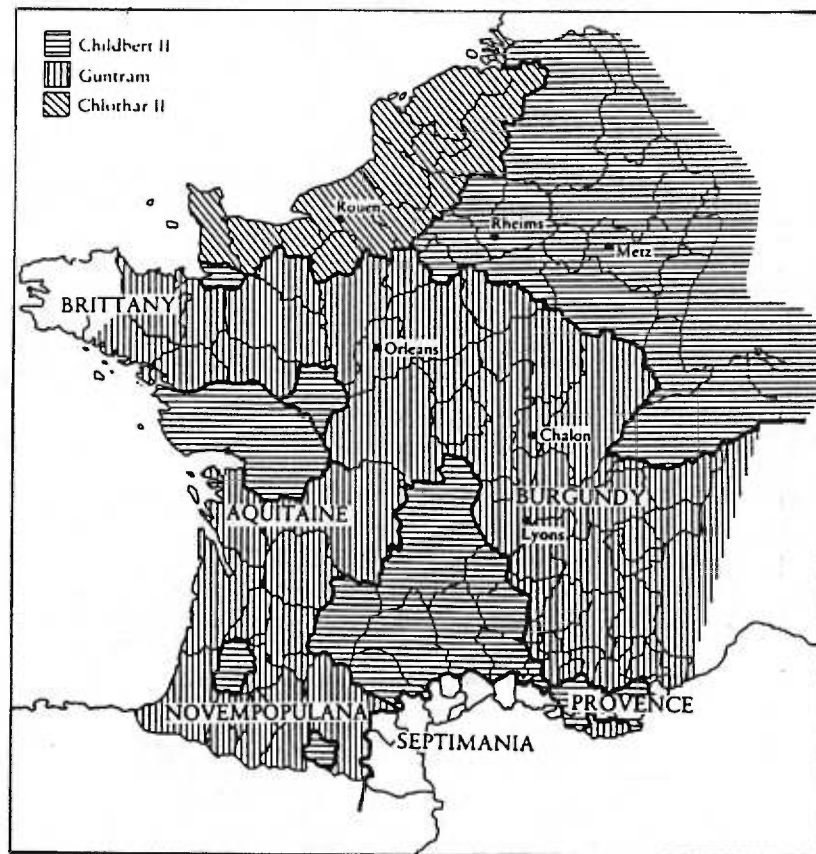 Childbert II
Guntram
Chlothar II
Rouen
Rheims
Metz
BRITTANY
Orleans
Chalon
AQUITAINE
BURGUNDY
Lyons
NOVEMPOPULANA
PROVENCE
SEPTIMANIA